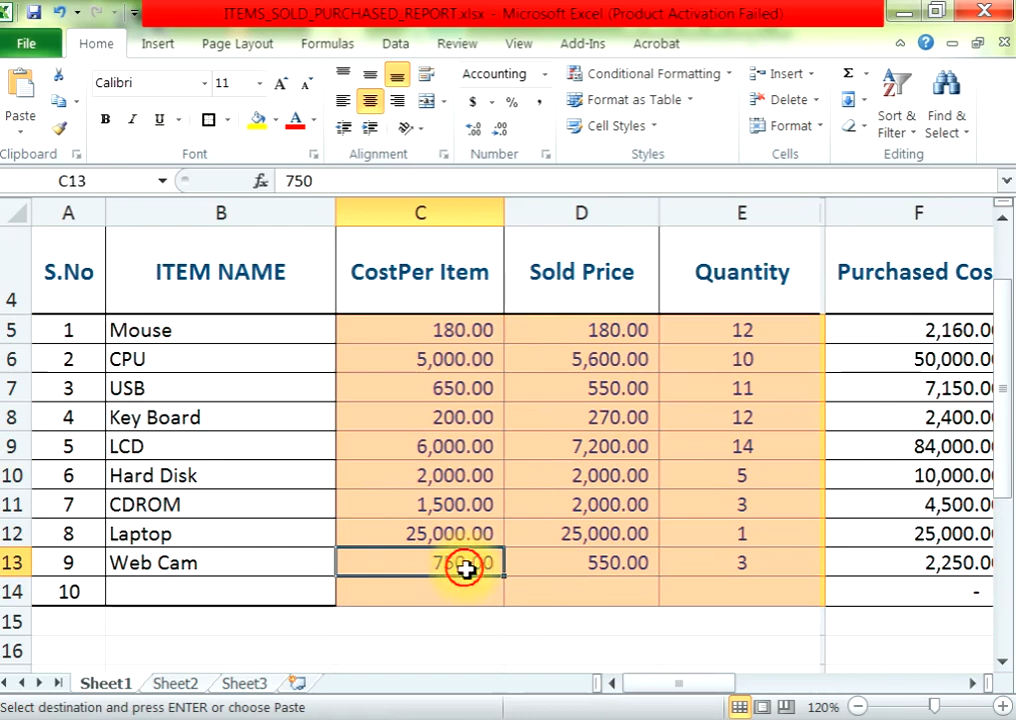 ITEMS_SOLD_PURCHASED_REPORT.xlsx - Microsoft Excel (Product Activation Failed)
File Home Insert Page Layout Formulas Data Review View Add-Ins Acrobat
Paste
Calibri 11
B I U A
Accounting
$ % ,
Conditional Formatting
Format as Table
Cell Styles
Insert
Delete
Format
Σ
Sort & Filter
Find & Select
Clipboard Font Alignment Number Styles Cells Editing
C13 fx 750
A B C D E F
4 S.No ITEM NAME CostPer Item Sold Price Quantity Purchased Cos
5 1 Mouse 180.00 180.00 12 2,160.0
6 2 CPU 5,000.00 5,600.00 10 50,000.0
7 3 USB 650.00 550.00 11 7,150.0
8 4 Key Board 200.00 270.00 12 2,400.0
9 5 LCD 6,000.00 7,200.00 14 84,000.0
10 6 Hard Disk 2,000.00 2,000.00 5 10,000.0
11 7 CDROM 1,500.00 2,000.00 3 4,500.0
12 8 Laptop 25,000.00 25,000.00 1 25,000.0
13 9 Web Cam 750.00 550.00 3 2,250.0
14 10 -
15
16
Sheet1 Sheet2 Sheet3
Select destination and press ENTER or choose Paste 120%